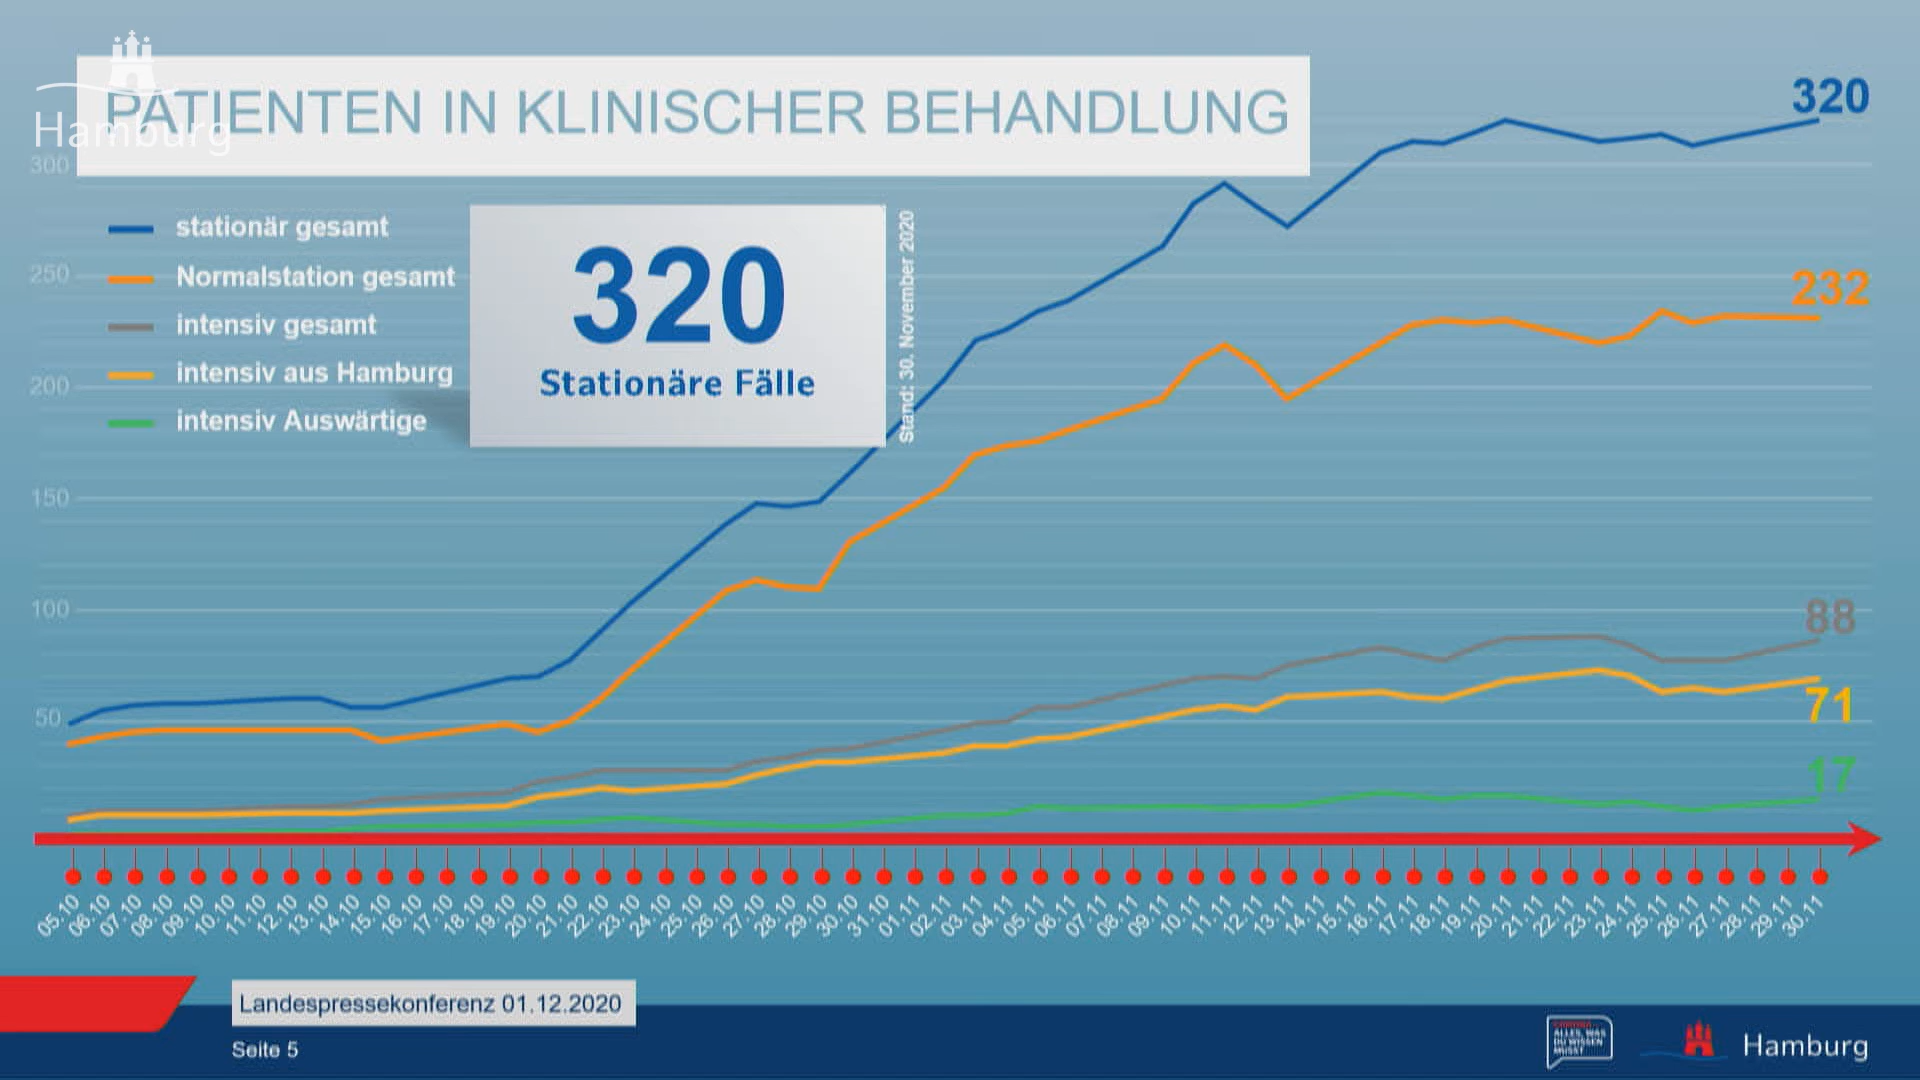 PATIENTEN IN KLINISCHER BEHANDLUNG
Hamburg
320
300
stationär gesamt
Normalstation gesamt
intensiv gesamt
intensiv aus Hamburg
intensiv Auswärtige
320
Stationäre Fälle
Stand: 30. November 2020
250
232
200
150
100
88
71
50
17
05.10 06.10 07.10 08.10 09.10 10.10 11.10 12.10 13.10 14.10 15.10 16.10 17.10 18.10 19.10 20.10 21.10 22.10 23.10 24.10 25.10 26.10 27.10 28.10 29.10 30.10 31.10 01.11 02.11 03.11 04.11 05.11 06.11 07.11 08.11 09.11 10.11 11.11 12.11 13.11 14.11 15.11 16.11 17.11 18.11 19.11 20.11 21.11 22.11 23.11 24.11 25.11 26.11 27.11 28.11 29.11 30.11
Landespressekonferenz 01.12.2020
Seite 5
ALLES, WAS
DU WISSEN
MUSST
Hamburg